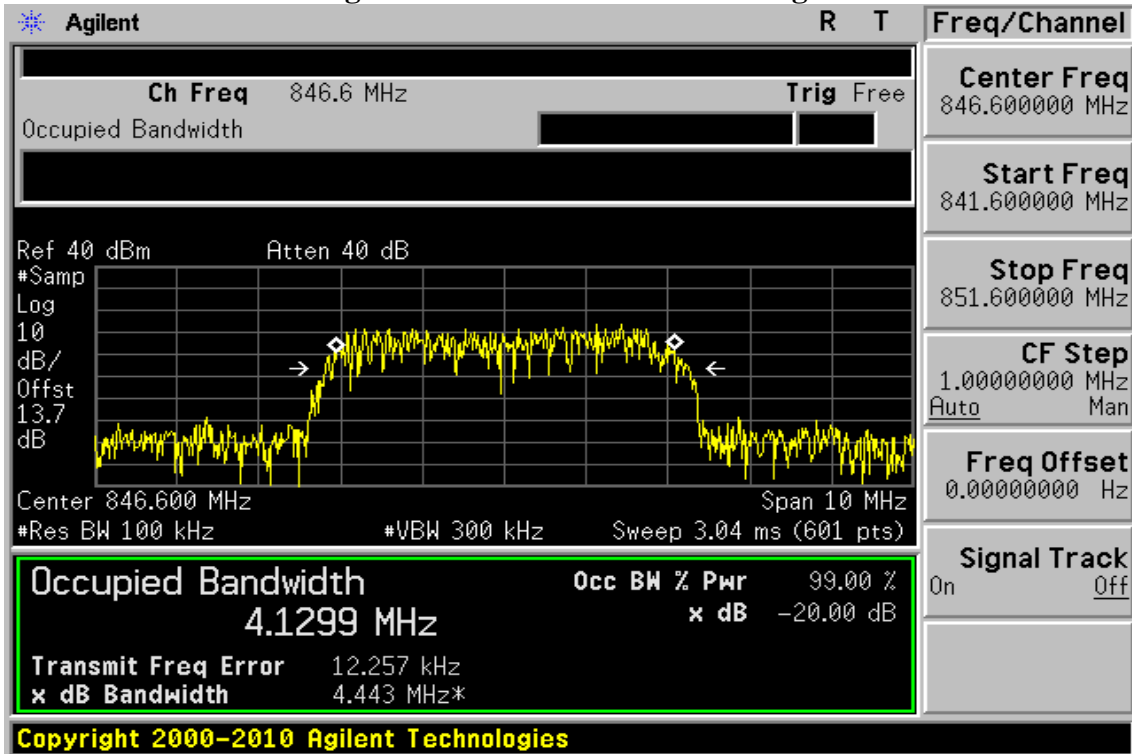 Agilent R T
Ch Freq 846.6 MHz Trig Free
Occupied Bandwidth
Ref 40 dBm Atten 40 dB
#Samp
Log
10
dB/
Offst
13.7
dB
Center 846.600 MHz Span 10 MHz
#Res BW 100 kHz #VBW 300 kHz Sweep 3.04 ms (601 pts)
Occupied Bandwidth Occ BW % Pwr 99.00 %
4.1299 MHz x dB -20.00 dB
Transmit Freq Error 12.257 kHz
x dB Bandwidth 4.443 MHz*
Copyright 2000-2010 Agilent Technologies
Freq/Channel
Center Freq
846.600000 MHz
Start Freq
841.600000 MHz
Stop Freq
851.600000 MHz
CF Step
1.00000000 MHz
Auto Man
Freq Offset
0.00000000 Hz
Signal Track
On Off